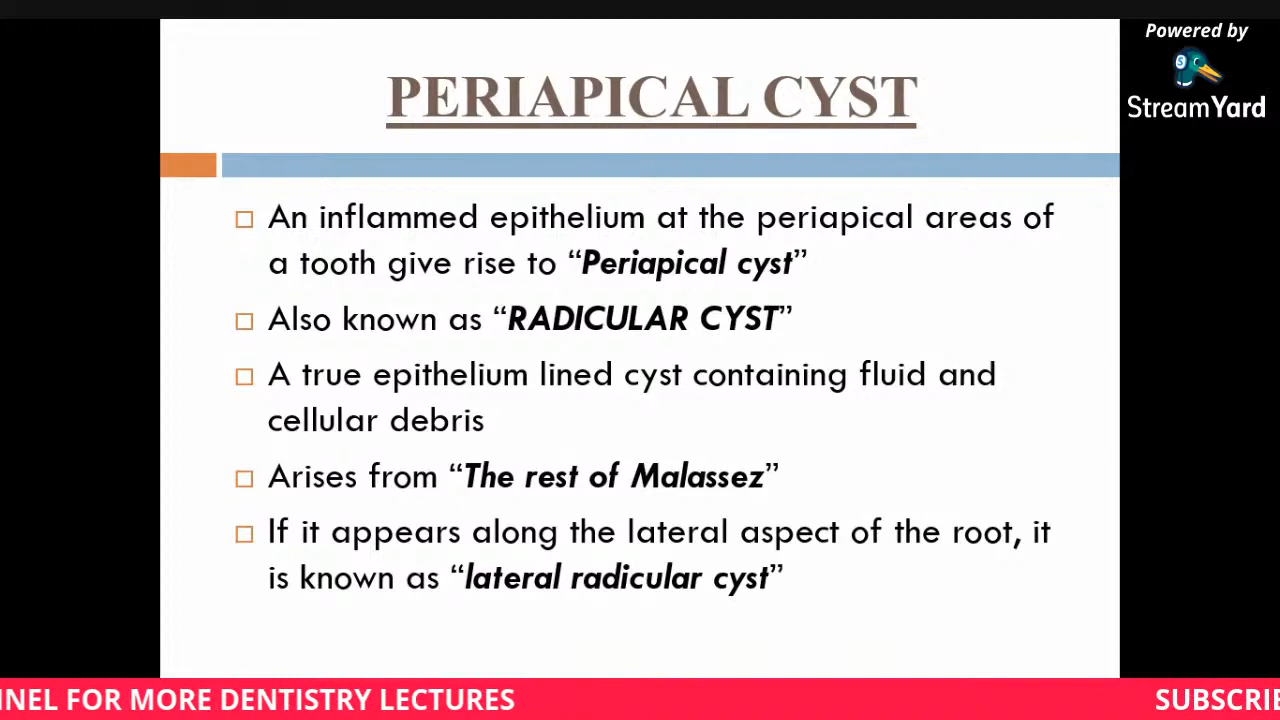 Powered by
StreamYard
PERIAPICAL CYST
An inflammed epithelium at the periapical areas of
a tooth give rise to “Periapical cyst”
Also known as “RADICULAR CYST”
A true epithelium lined cyst containing fluid and
cellular debris
Arises from “The rest of Malassez”
If it appears along the lateral aspect of the root, it
is known as “lateral radicular cyst”
FOR MORE DENTISTRY LECTURES